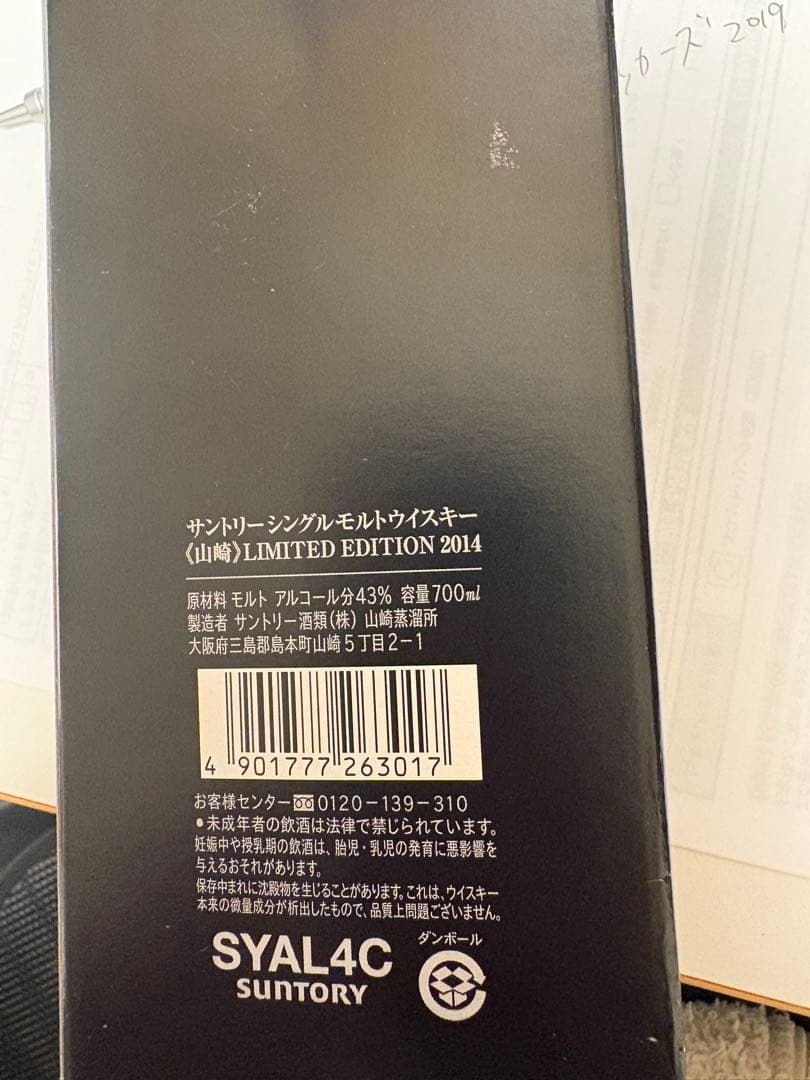 カーズ 2019
サントリーシングルモルトウイスキー
《山崎》LIMITED EDITION 2014
原材料 モルト アルコール分43% 容量700ml
製造者 サントリー酒類(株) 山崎蒸溜所
大阪府三島郡島本町山崎5丁目2-1
4 901777 263017
お客様センター 0120-139-310
●未成年者の飲酒は法律で禁じられています。
妊娠中や授乳期の飲酒は、胎児・乳児の発育に悪影響を
与えるおそれがあります。
保存中まれに沈殿物を生じることがあります。これは、ウイスキー
本来の微量成分が析出したもので、品質上問題ございません。
ダンボール
SYAL4C
SUNTORY